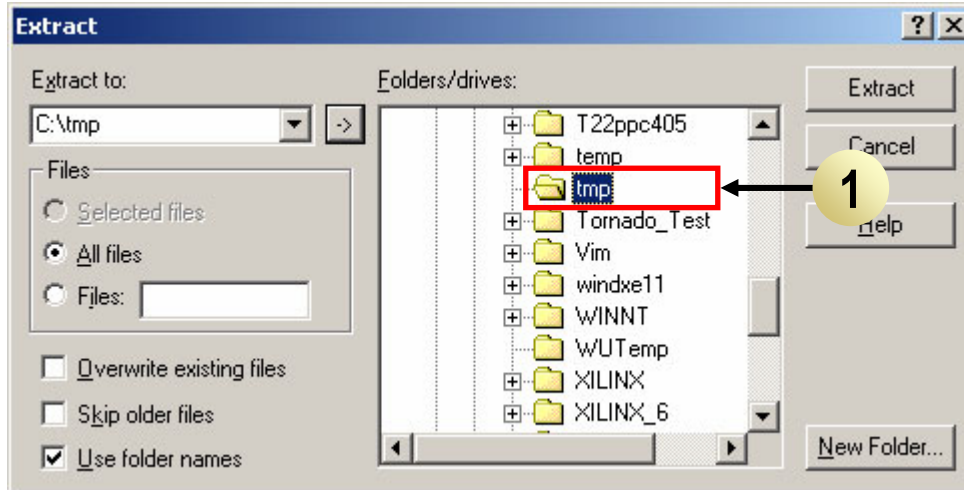 Extract
Extract to:
C:\tmp
->
Files
Selected files
All files
Files:
Overwrite existing files
Skip older files
Use folder names
Folders/drives:
T22ppc405
temp
tmp
Tornado_Test
Vim
windxe11
WINNT
WUTemp
XILINX
XILINX_6
1
Extract
Cancel
Help
New Folder...